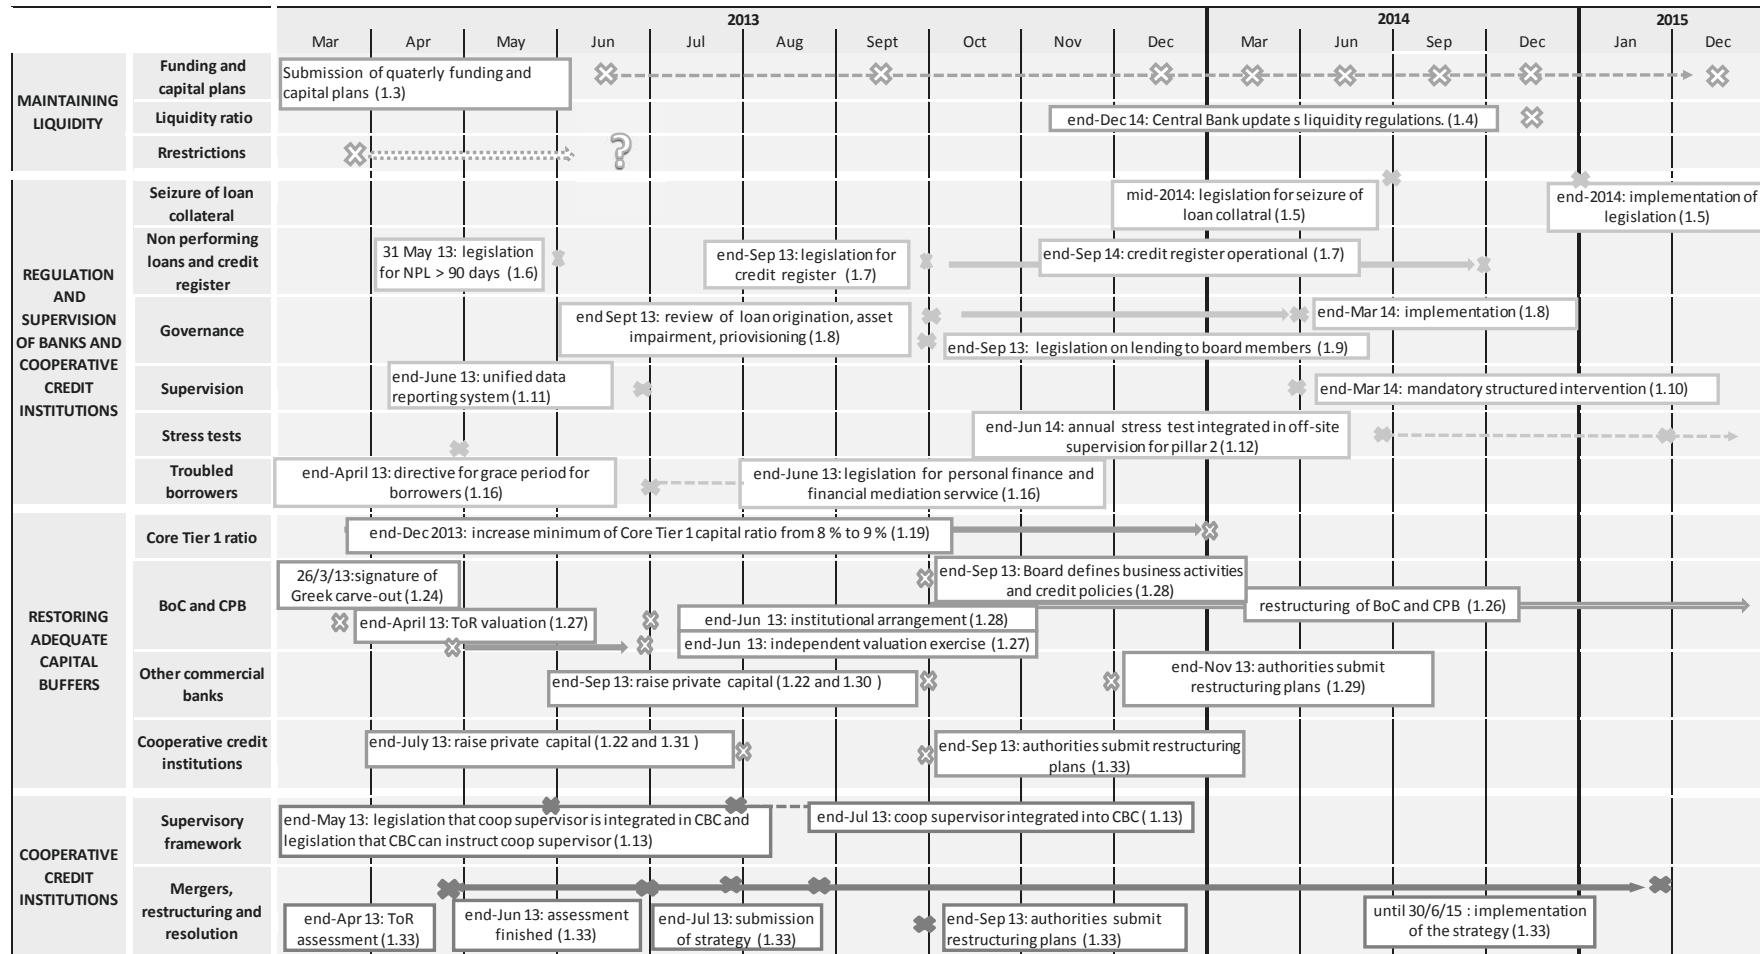 2013
2014
2015
Mar Apr May Jun Jul Aug Sept Oct Nov Dec Mar Jun Sep Dec Jan Dec
MAINTAINING
LIQUIDITY
Funding and
capital plans
Submission of quaterly funding and
capital plans (1.3)
Liquidity ratio
end-Dec 14: Central Bank update s liquidity regulations. (1.4)
Rrestrictions
?
REGULATION
AND
SUPERVISION
OF BANKS AND
COOPERATIVE
CREDIT
INSTITUTIONS
Seizure of loan
collateral
mid-2014: legislation for seizure of
loan collatral (1.5)
end-2014: implementation of
legislation (1.5)
Non performing
loans and credit
register
31 May 13: legislation
for NPL > 90 days (1.6)
end-Sep 13: legislation for
credit register (1.7)
end-Sep 14: credit register operational (1.7)
Governance
end Sept 13: review of loan origination, asset
impairment, priovisioning (1.8)
end-Mar 14: implementation (1.8)
end-Sep 13: legislation on lending to board members (1.9)
Supervision
end-June 13: unified data
reporting system (1.11)
end-Mar 14: mandatory structured intervention (1.10)
Stress tests
end-Jun 14: annual stress test integrated in off-site
supervision for pillar 2 (1.12)
Troubled
borrowers
end-April 13: directive for grace period for
borrowers (1.16)
end-June 13: legislation for personal finance and
financial mediation servvice (1.16)
RESTORING
ADEQUATE
CAPITAL
BUFFERS
Core Tier 1 ratio
end-Dec 2013: increase minimum of Core Tier 1 capital ratio from 8 % to 9 % (1.19)
BoC and CPB
26/3/13:signature of
Greek carve-out (1.24)
end-April 13: ToR valuation (1.27)
end-Sep 13: Board defines business activities
and credit policies (1.28)
restructuring of BoC and CPB (1.26)
end-Jun 13: institutional arrangement (1.28)
end-Jun 13: independent valuation exercise (1.27)
Other commercial
banks
end-Sep 13: raise private capital (1.22 and 1.30 )
end-Nov 13: authorities submit
restructuring plans (1.29)
Cooperative credit
institutions
end-July 13: raise private capital (1.22 and 1.31 )
end-Sep 13: authorities submit restructuring
plans (1.33)
COOPERATIVE
CREDIT
INSTITUTIONS
Supervisory
framework
end-May 13: legislation that coop supervisor is integrated in CBC and
legislation that CBC can instruct coop supervisor (1.13)
end-Jul 13: coop supervisor integrated into CBC ( 1.13)
Mergers,
restructuring and
resolution
end-Apr 13: ToR
assessment (1.33)
end-Jun 13: assessment
finished (1.33)
end-Jul 13: submission
of strategy (1.33)
end-Sep 13: authorities submit
restructuring plans (1.33)
until 30/6/15 : implementation
of the strategy (1.33)